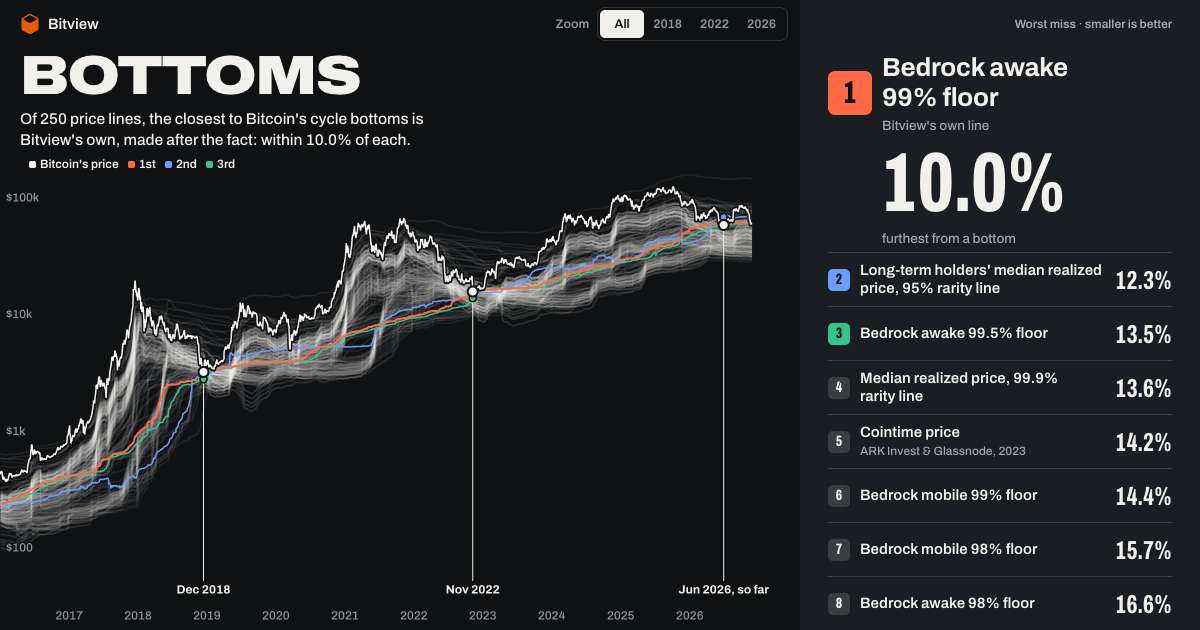 Bitview
Zoom
All
2018
2022
2026
BOTTOMS
Of 250 price lines, the closest to Bitcoin's cycle bottoms is
Bitview's own, made after the fact: within 10.0% of each.
Bitcoin's price
1st
2nd
3rd
$100k
$10k
$1k
$100
Dec 2018
Nov 2022
Jun 2026, so far
2017
2018
2019
2020
2021
2022
2023
2024
2025
2026
Worst miss · smaller is better
1
Bedrock awake
99% floor
Bitview's own line
10.0%
furthest from a bottom
2
Long-term holders' median realized
price, 95% rarity line
12.3%
3
Bedrock awake 99.5% floor
13.5%
4
Median realized price, 99.9%
rarity line
13.6%
5
Cointime price
ARK Invest & Glassnode, 2023
14.2%
6
Bedrock mobile 99% floor
14.4%
7
Bedrock mobile 98% floor
15.7%
8
Bedrock awake 98% floor
16.6%